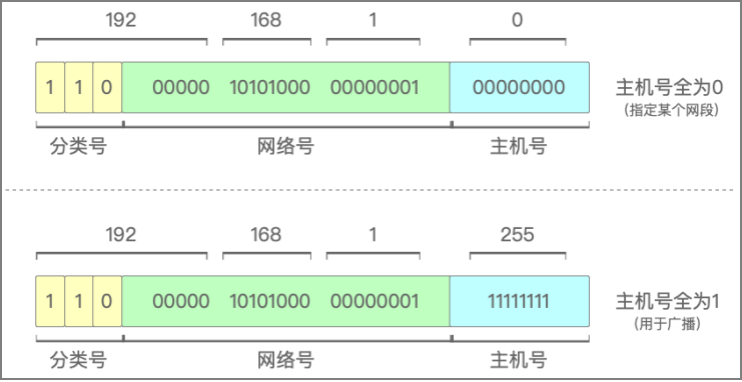 192 168 1 0
1 1 0 00000 10101000 00000001 00000000 主机号全为0
(指定某个网段)
分类号 网络号 主机号
192 168 1 255
1 1 0 00000 10101000 00000001 11111111 主机号全为1
(用于广播)
分类号 网络号 主机号